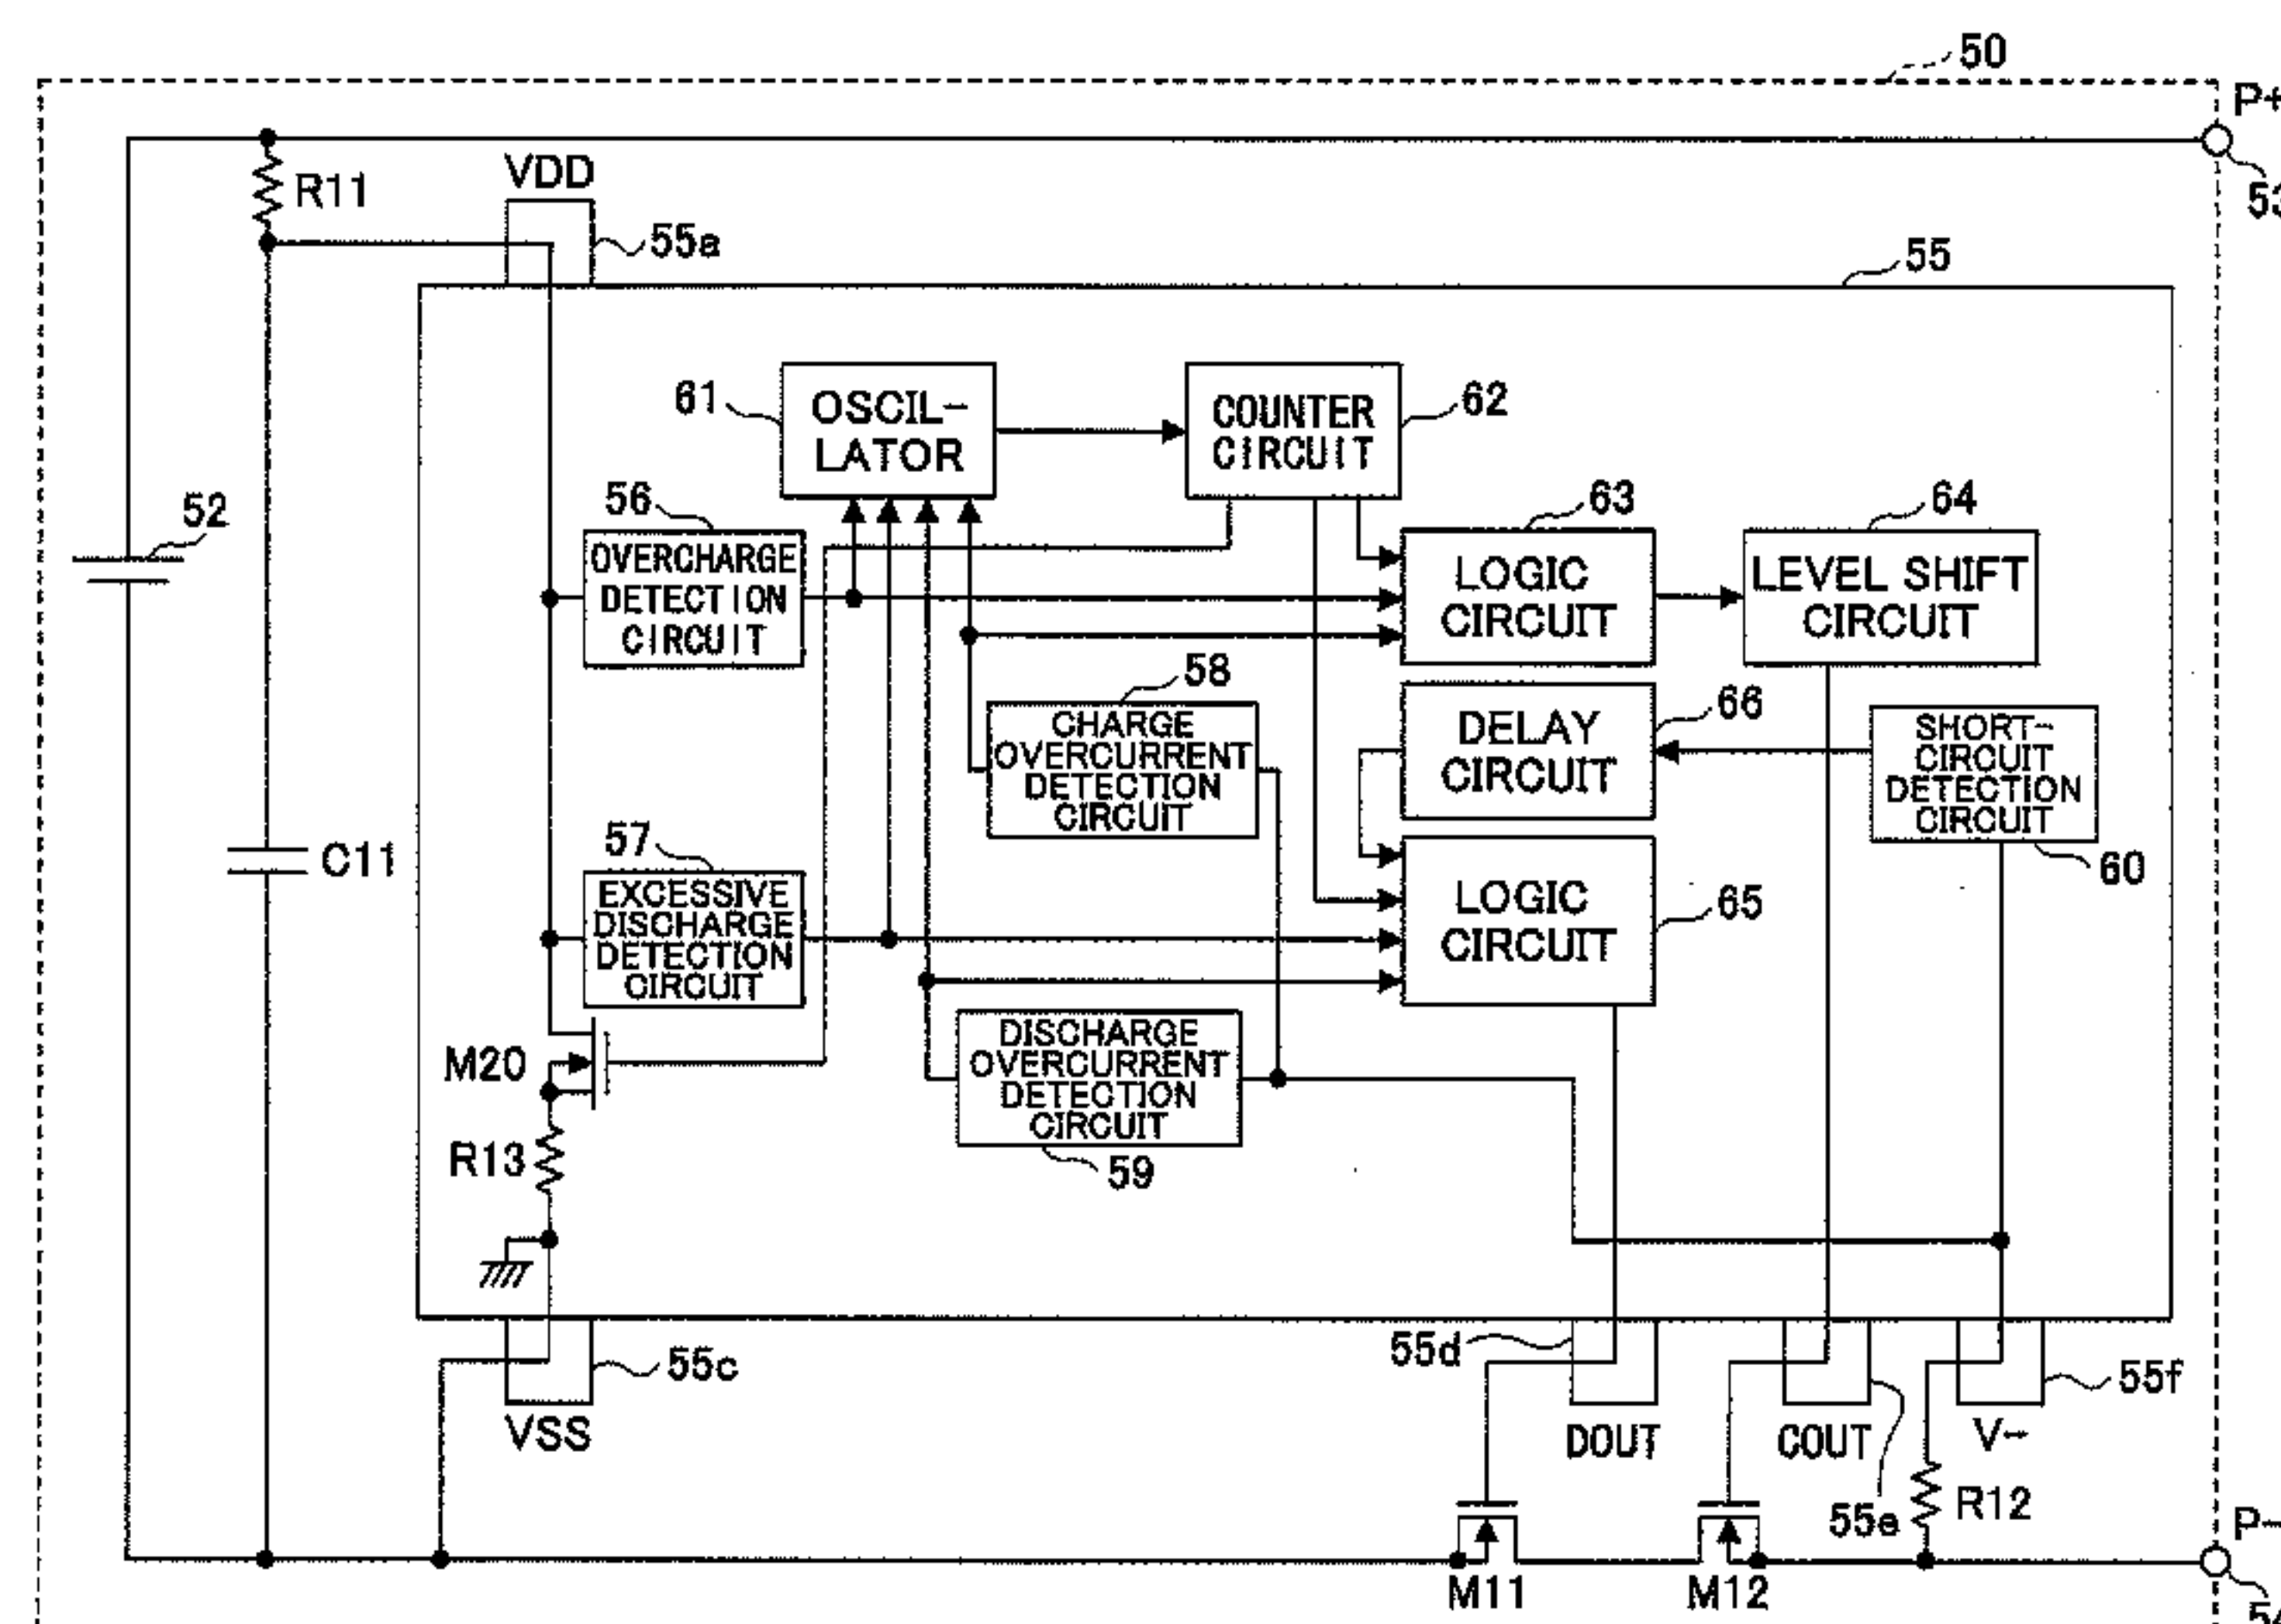 50
P+
R11
VDD
55a
55
61
OSCIL-
LATOR
COUNTER
CIRCUIT
62
52
56
OVERCHARGE
DETECTION
CIRCUIT
63
LOGIC
CIRCUIT
64
LEVEL SHIFT
CIRCUIT
58
CHARGE
OVERCURRENT
DETECTION
CIRCUIT
DELAY
CIRCUIT
66
SHORT-
CIRCUIT
DETECTION
CIRCUIT
60
C11
57
EXCESSIVE
DISCHARGE
DETECTION
CIRCUIT
LOGIC
CIRCUIT
65
M20
DISCHARGE
OVERCURRENT
DETECTION
CIRCUIT
59
R13
55c
VSS
55d
DOUT
COUT
55e
V-
55f
R12
P-
M11
M12